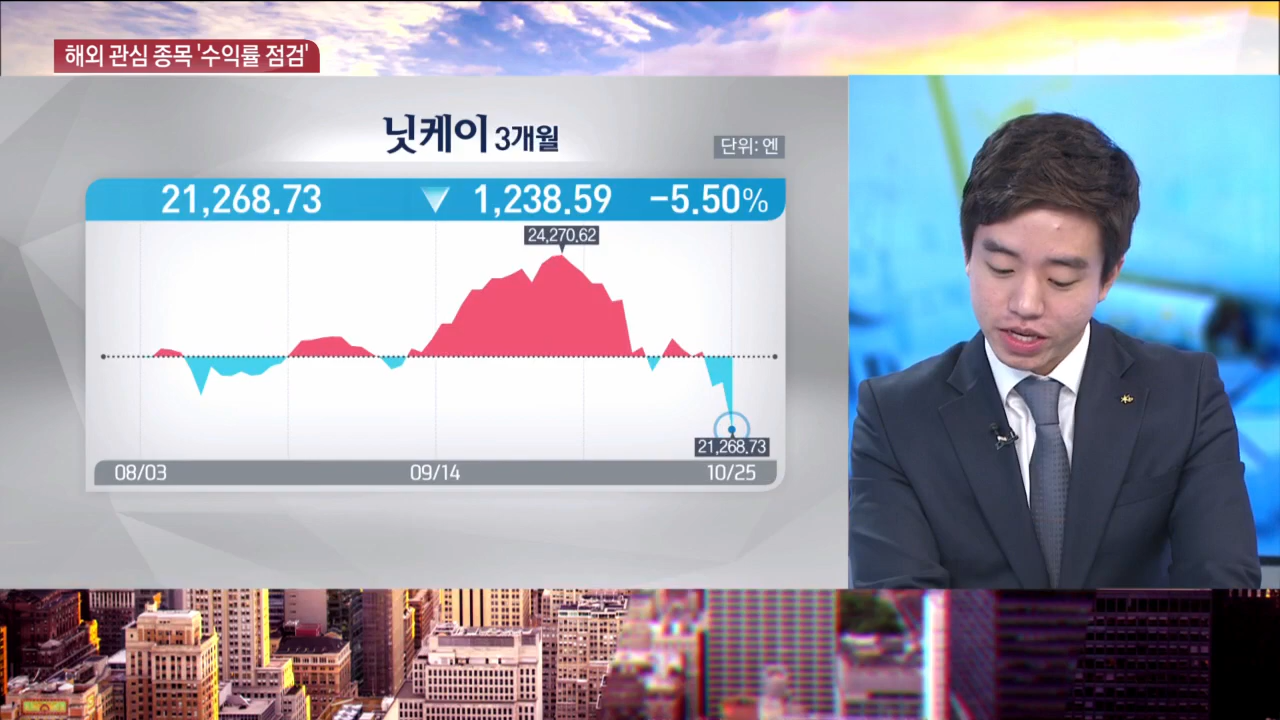 해외 관심 종목 '수익률 점검'
닛케이 3개월
단위: 엔
21,268.73 ▼ 1,238.59 -5.50%
24,270.62
21,268.73
08/03 09/14 10/25